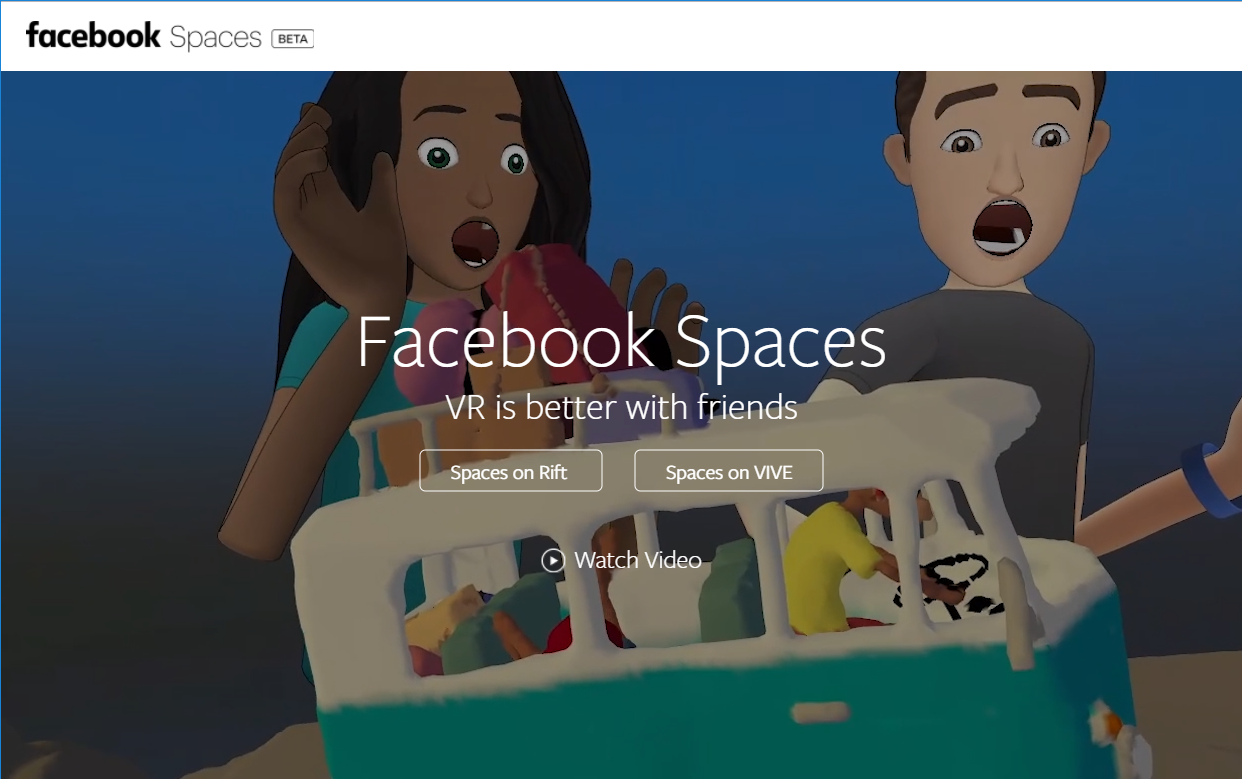 facebook Spaces BETA
Facebook Spaces
VR is better with friends
Spaces on Rift Spaces on VIVE
Watch Video